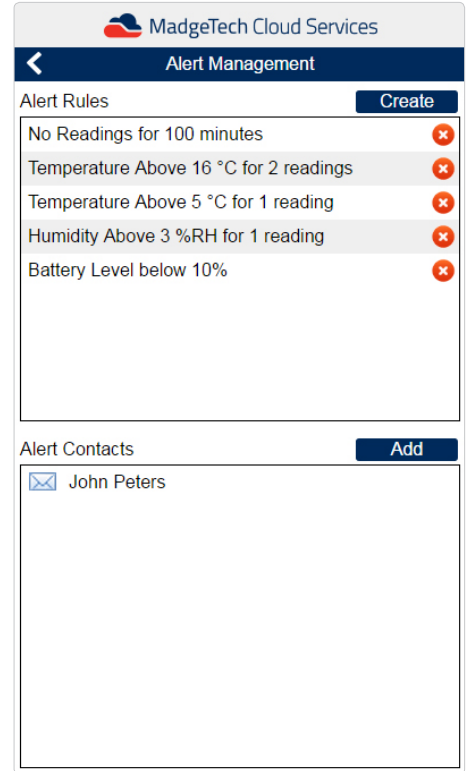 MadgeTech Cloud Services
Alert Management
Alert Rules Create
No Readings for 100 minutes
Temperature Above 16 °C for 2 readings
Temperature Above 5 °C for 1 reading
Humidity Above 3 %RH for 1 reading
Battery Level below 10%
Alert Contacts Add
John Peters